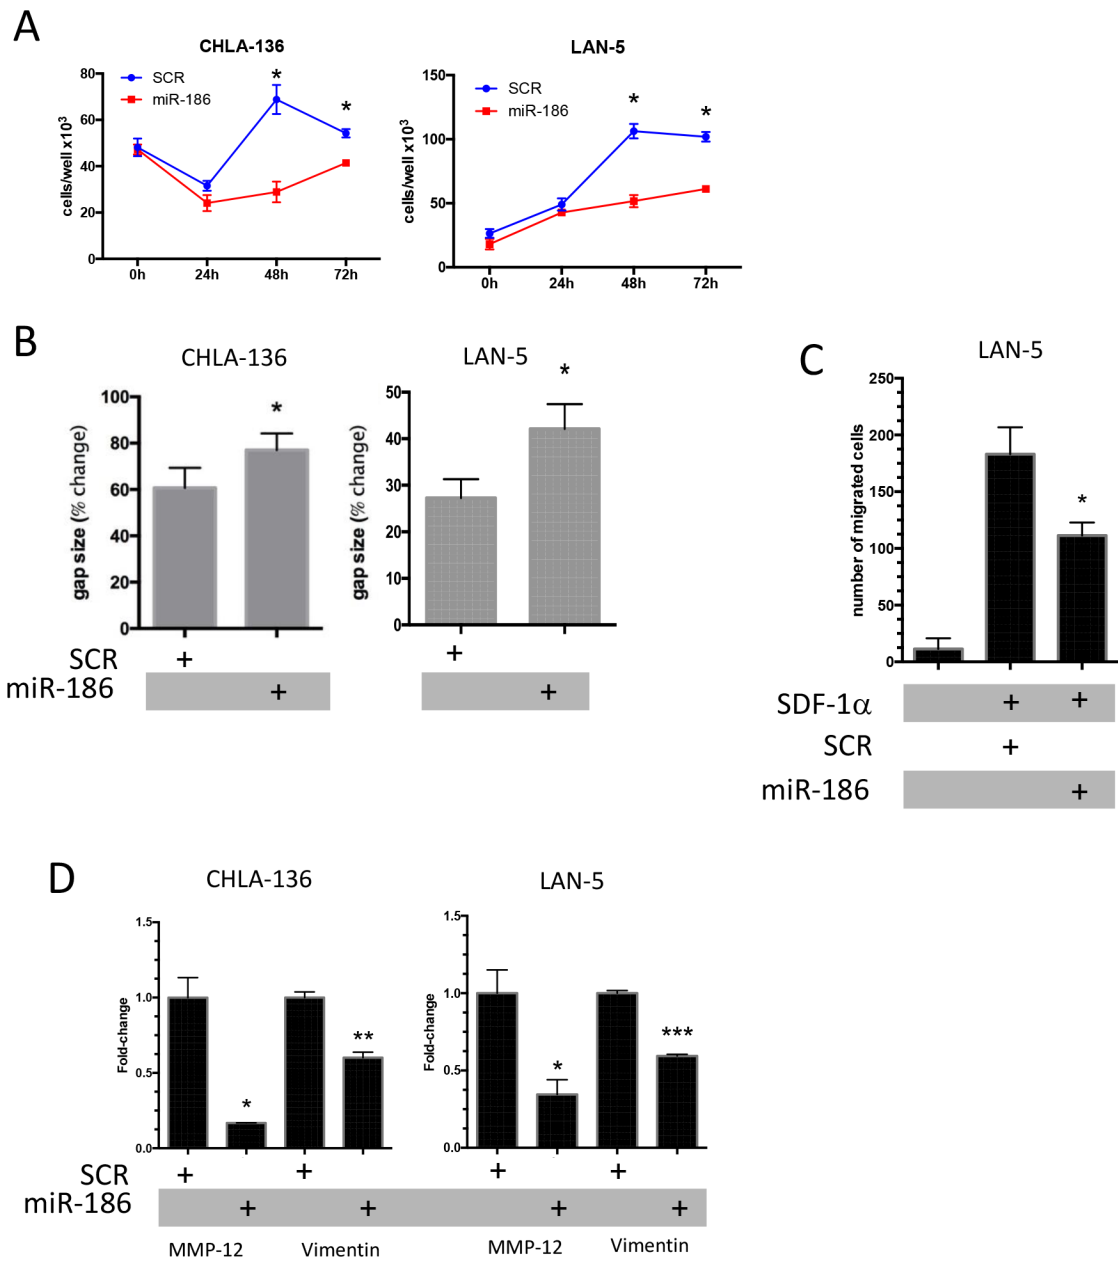 A
CHLA-136
LAN-5
SCR
miR-186
*
*
80
60
40
20
0
cells/well x10³
0h 24h 48h 72h
SCR
miR-186
*
*
150
100
50
0
cells/well x10³
0h 24h 48h 72h
B
CHLA-136
LAN-5
*
*
100
80
60
40
20
0
gap size (% change)
50
40
30
20
10
0
gap size (% change)
SCR + +
miR-186 + +
C
LAN-5
250
200
150
100
50
0
number of migrated cells
*
SDF-1α + +
SCR +
miR-186 +
D
CHLA-136
LAN-5
1.5
1.0
0.5
0.0
Fold-change
*
**
1.5
1.0
0.5
0.0
Fold-change
*
***
SCR + + + +
miR-186 + + + +
MMP-12 Vimentin MMP-12 Vimentin